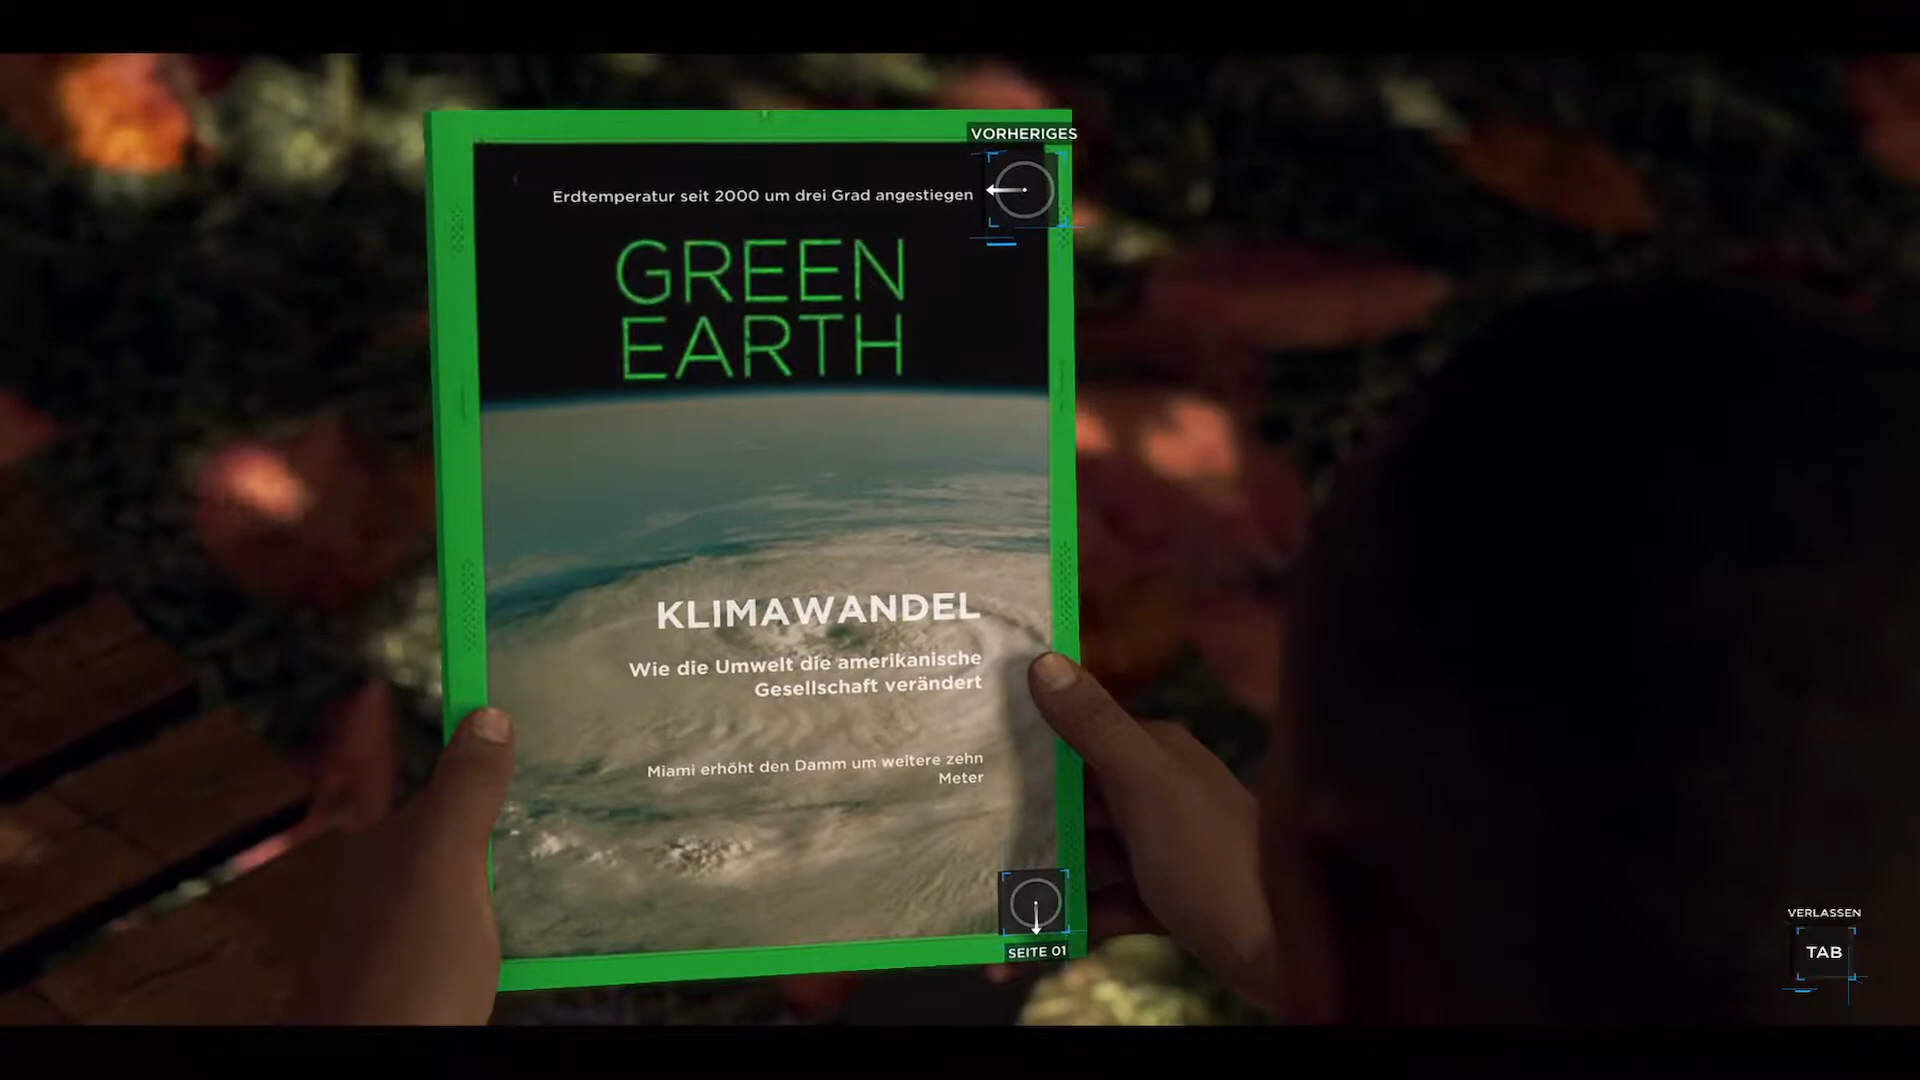 VORHERIGES
Erdtemperatur seit 2000 um drei Grad angestiegen
GREEN
EARTH
KLIMAWANDEL
Wie die Umwelt die amerikanische
Gesellschaft verändert
Miami erhöht den Damm um weitere zehn
Meter
SEITE 01
VERLASSEN
TAB